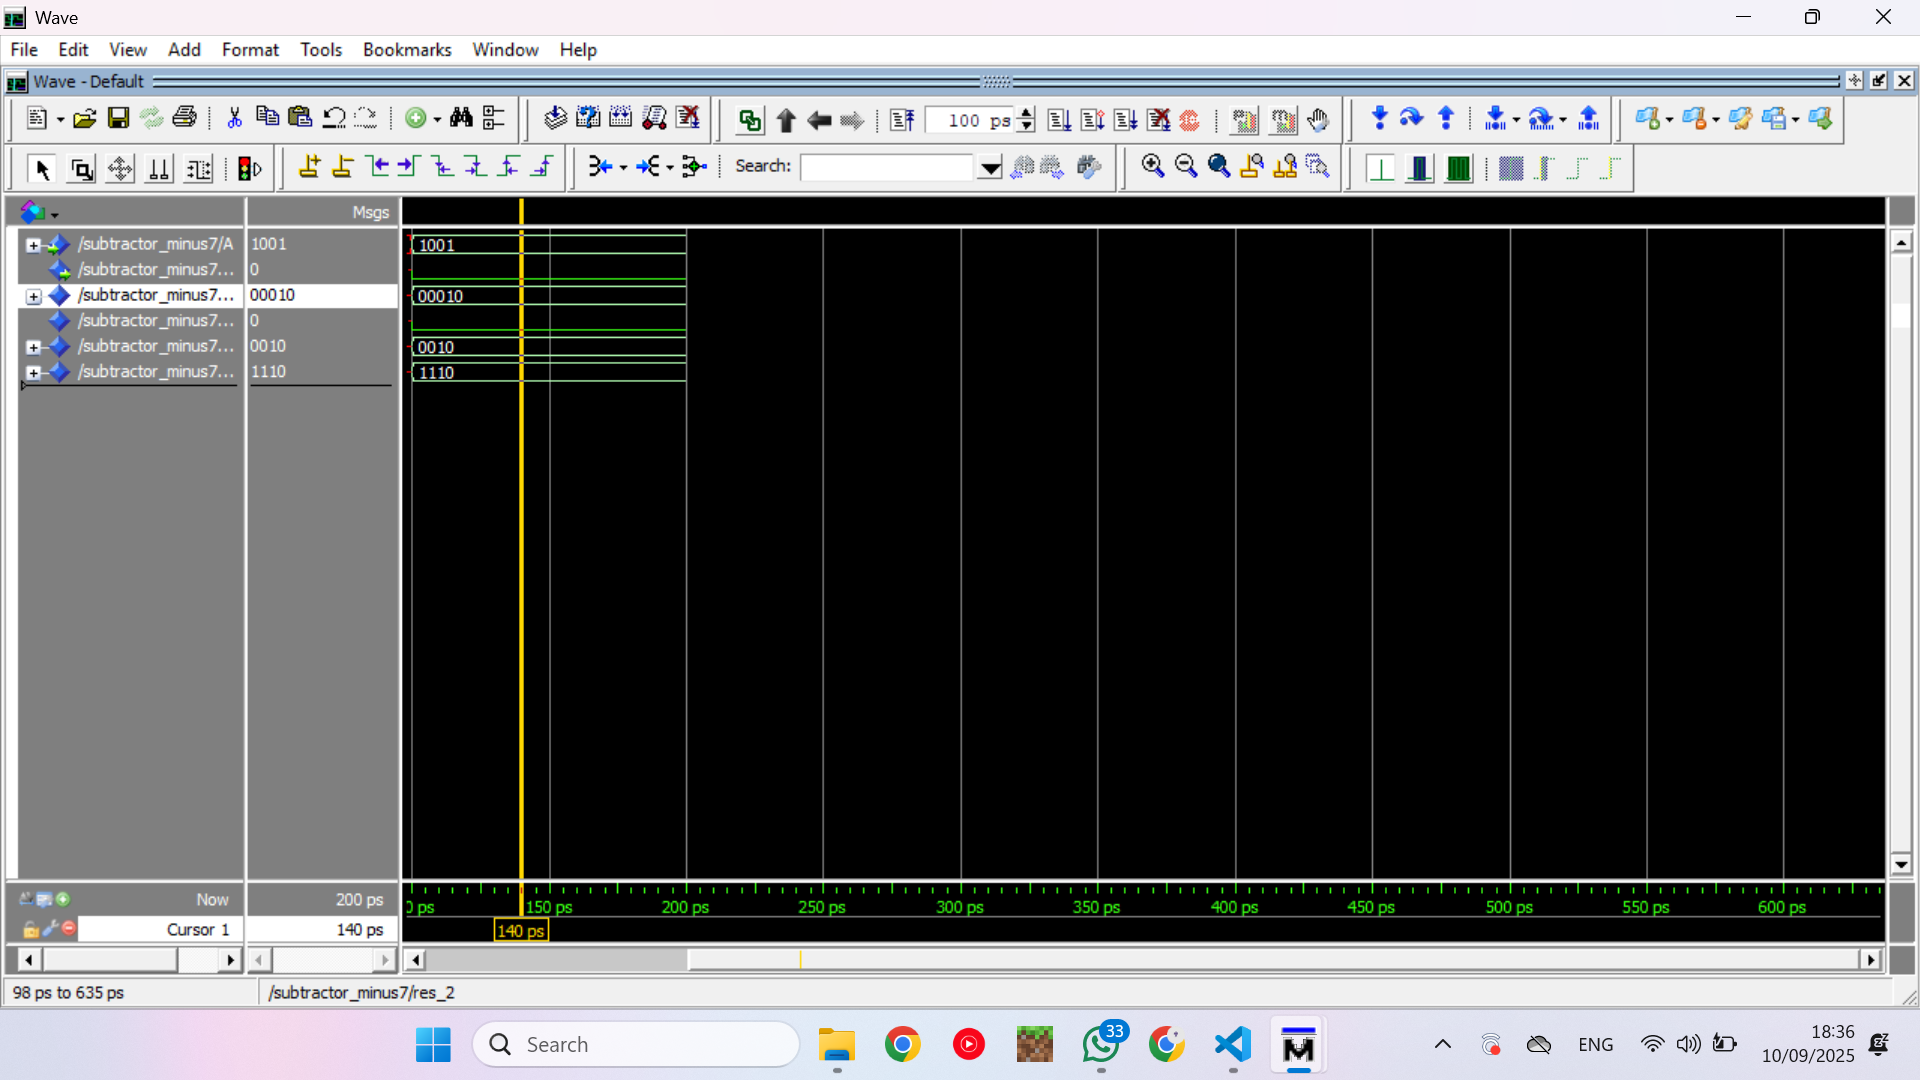 Wave
File Edit View Add Format Tools Bookmarks Window Help
Wave - Default
100 ps
Search:
Msgs
/subtractor_minus7/A 1001 1001
/subtractor_minus7... 0
/subtractor_minus7... 00010 00010
/subtractor_minus7... 0
/subtractor_minus7... 0010 0010
/subtractor_minus7... 1110 1110
Now 200 ps
0 ps 150 ps 200 ps 250 ps 300 ps 350 ps 400 ps 450 ps 500 ps 550 ps 600 ps
Cursor 1 140 ps 140 ps
98 ps to 635 ps /subtractor_minus7/res_2
Search
33
ENG
18:36
10/09/2025